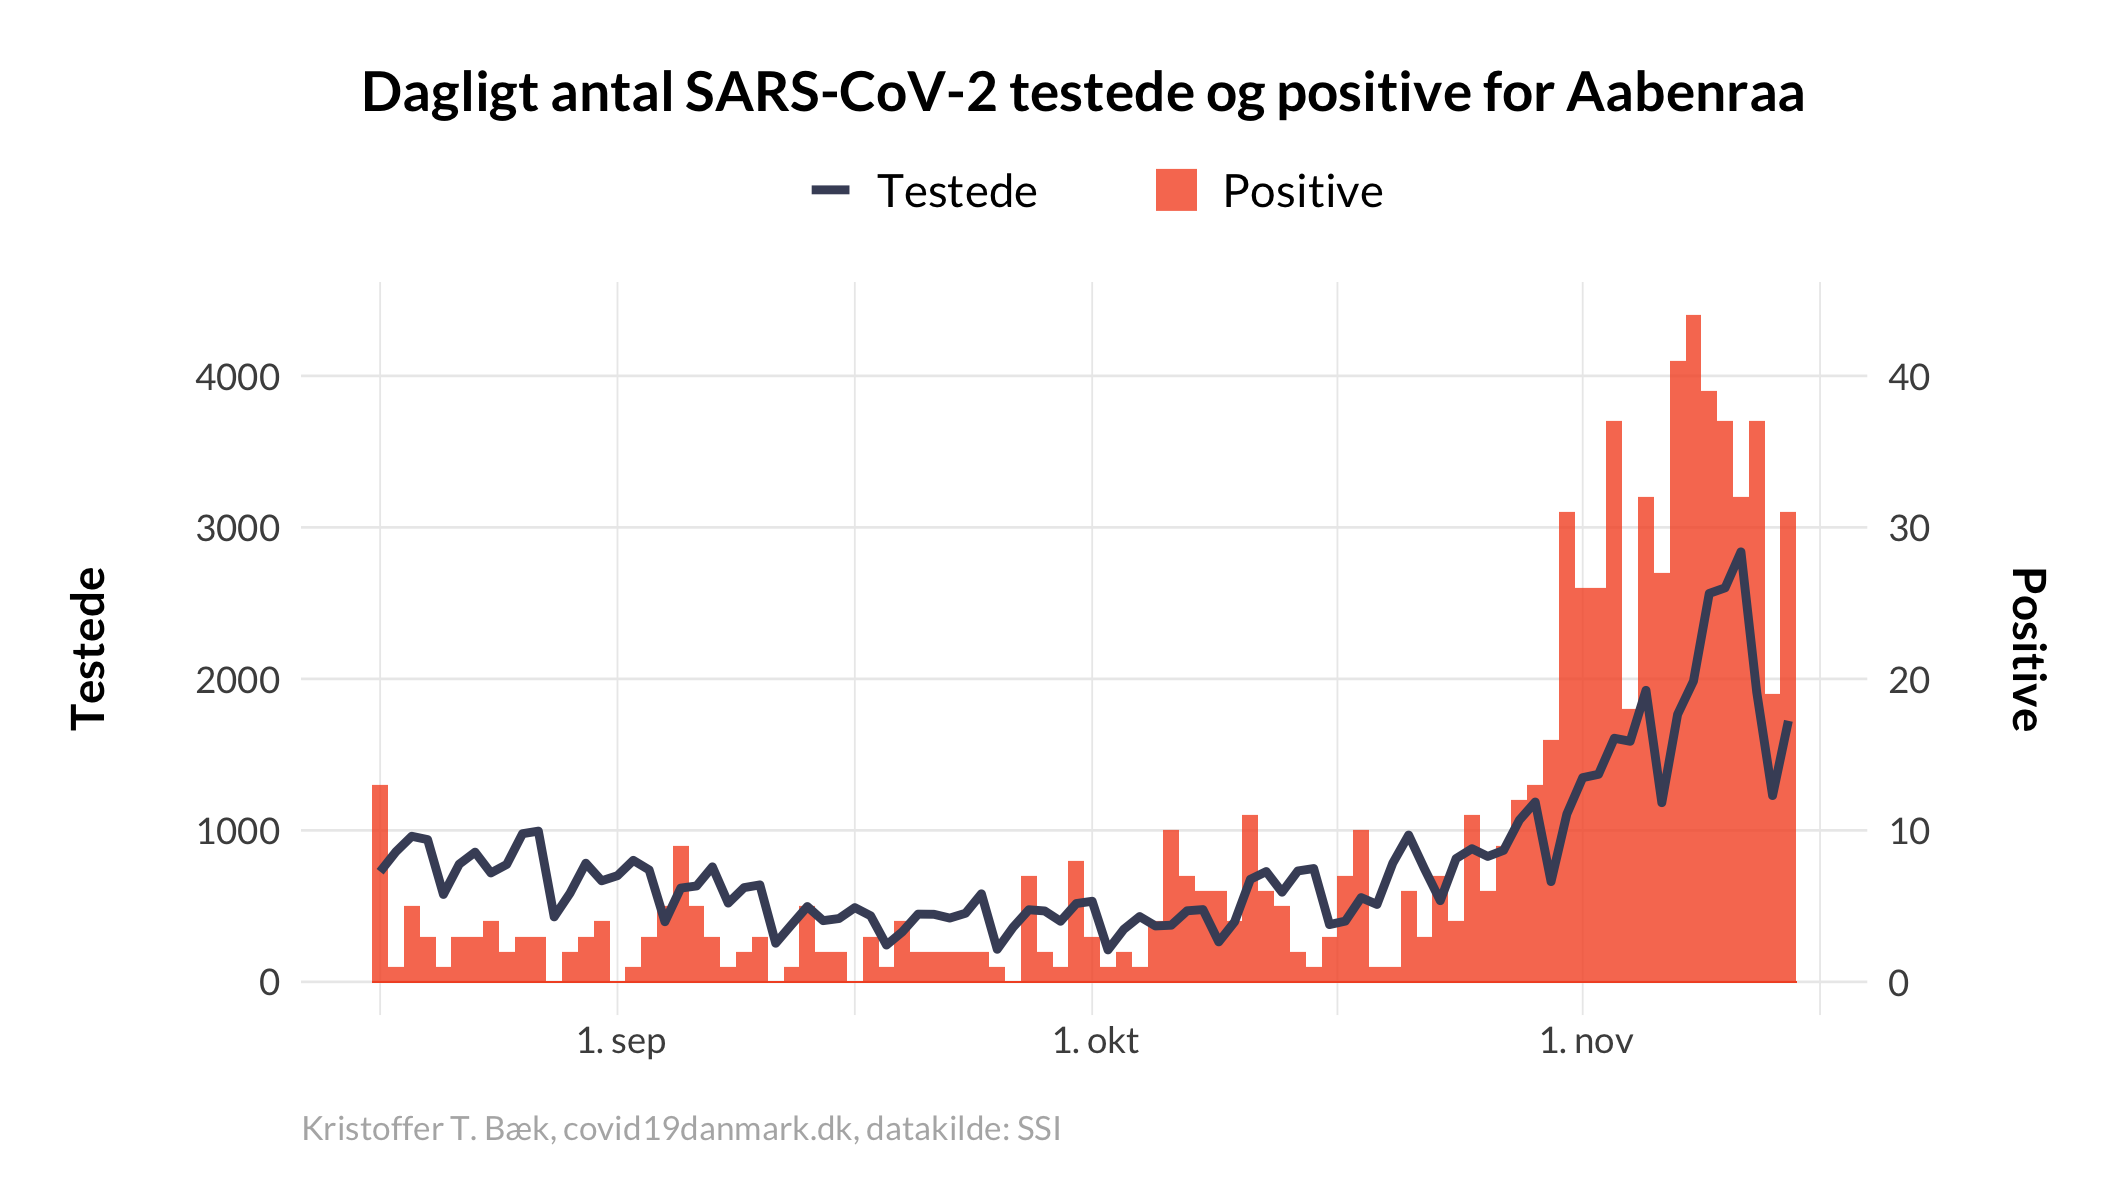 Dagligt antal SARS-CoV-2 testede og positive for Aabenraa
Testede Positive
4000 40
3000 30
2000 20
1000 10
0 0
Testede
Positive
1. sep 1. okt 1. nov
Kristoffer T. Bæk, covid19danmark.dk, datakilde: SSI